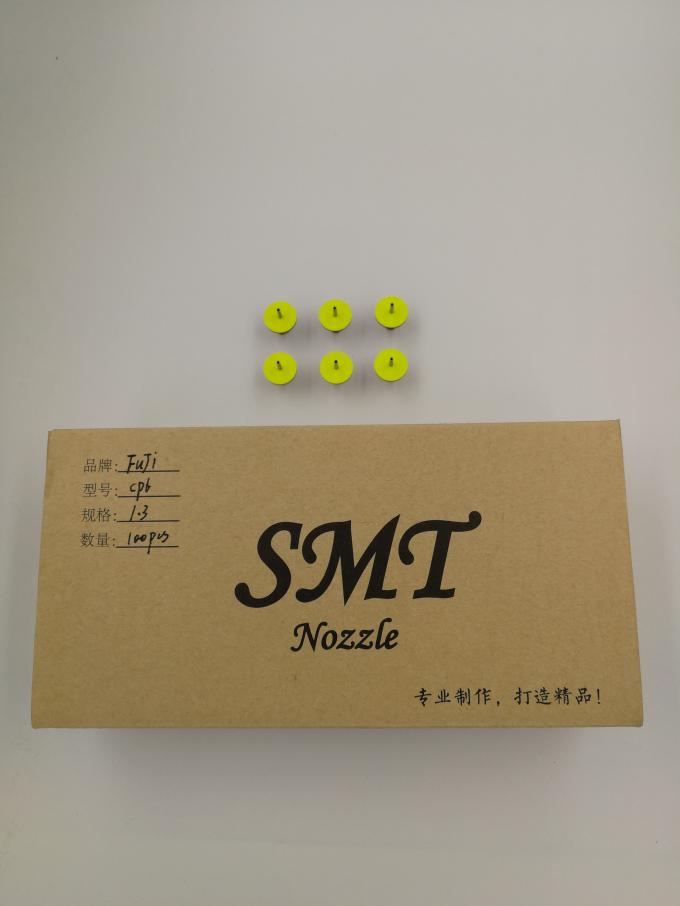 品牌: FuJi
型号: cp6
规格: 1.3
数量: 100pcs
SMT
Nozzle
专业制作，打造精品！